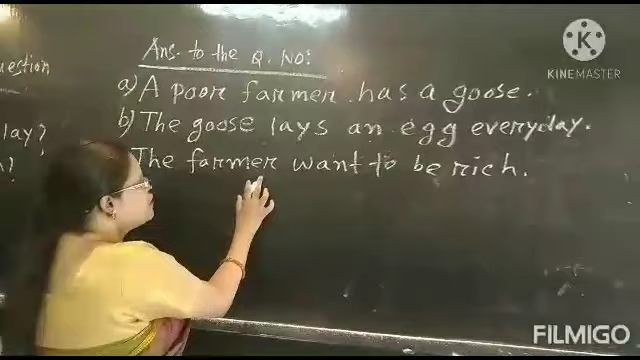 uestion
lay?
?
Ans. to the Q. NO:
a) A poor farmer has a goose.
b) The goose lays an egg everyday.
The farmer want to be rich.
KINEMASTER
FILMIGO